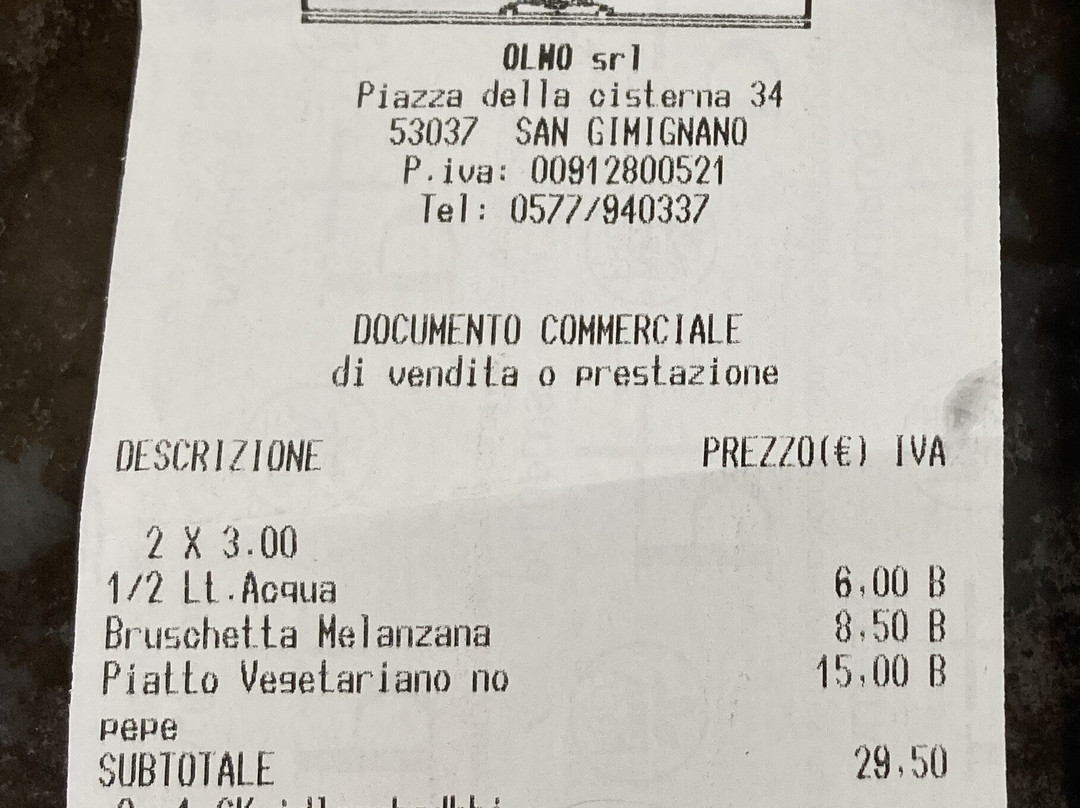 OLMO srl
Piazza della cisterna 34
53037 SAN GIMIGNANO
P.iva: 00912800521
Tel: 0577/940337
DOCUMENTO COMMERCIALE
di vendita o prestazione
DESCRIZIONE PREZZO(€) IVA
2 X 3.00
1/2 Lt.Acqua 6,00 B
Bruschetta Melanzana 8,50 B
Piatto Vegetariano no 15,00 B
pepe
SUBTOTALE 29,50